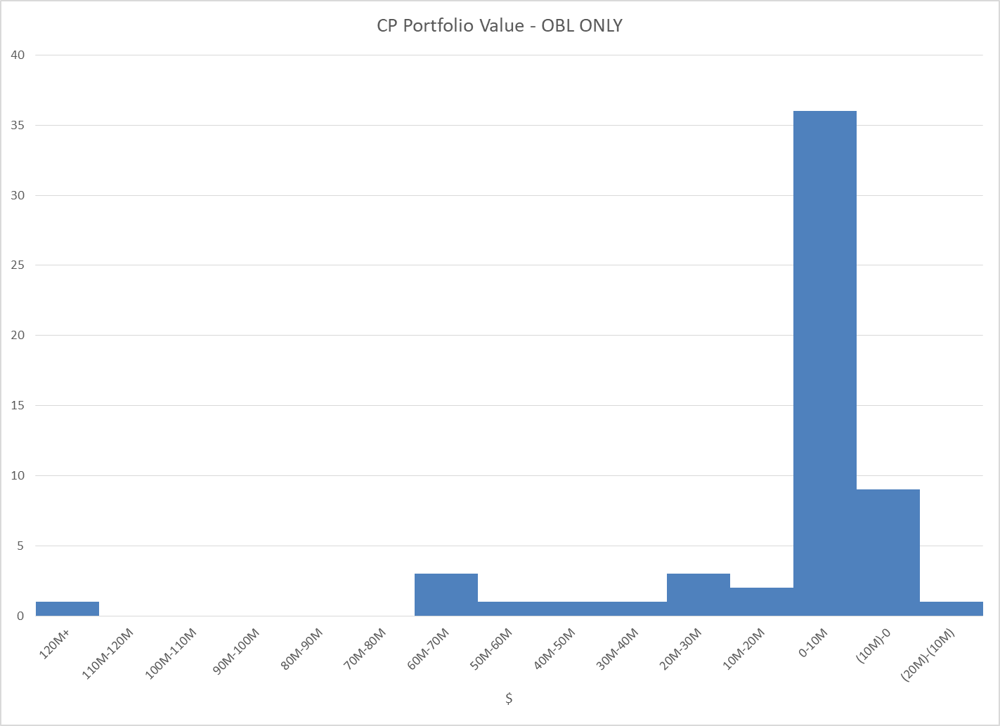 CP Portfolio Value - OBL ONLY
40
35
30
25
20
15
10
5
0
120M+
110M-120M
100M-110M
90M-100M
80M-90M
70M-80M
60M-70M
50M-60M
40M-50M
30M-40M
20M-30M
10M-20M
0-10M
(10M)-0
(20M)-(10M)
$